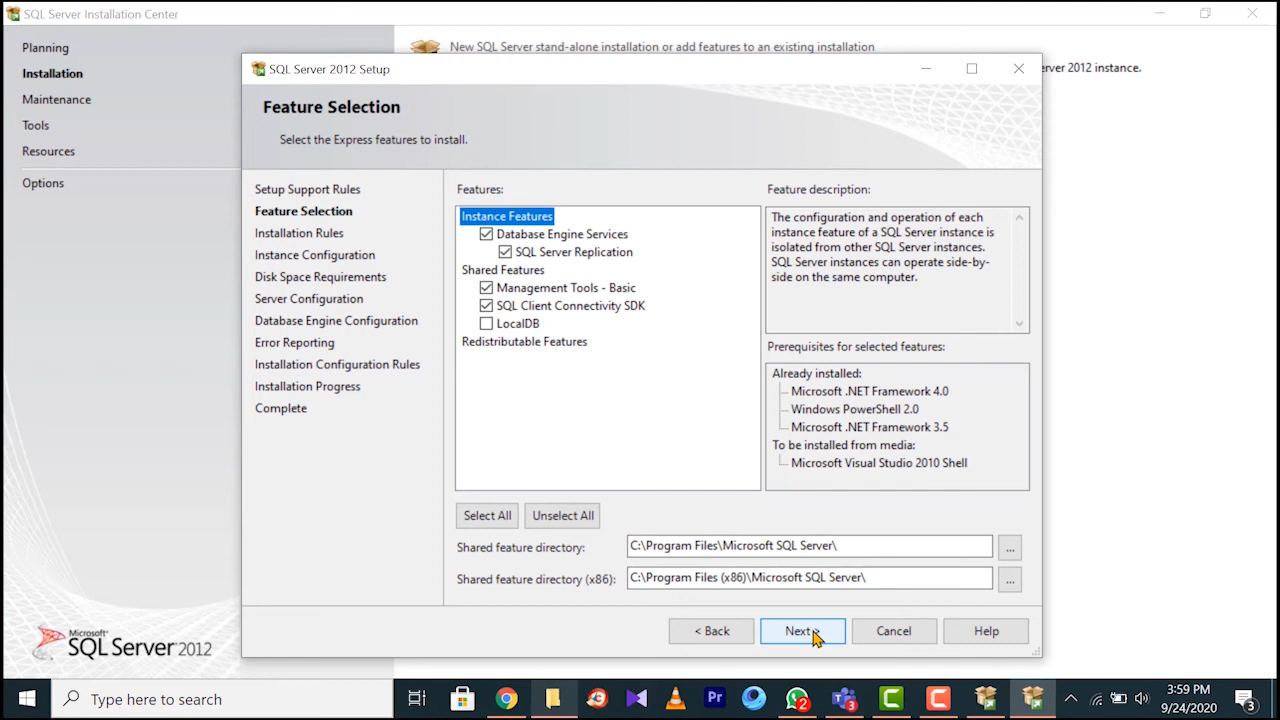 SQL Server Installation Center
Planning
Installation
Maintenance
Tools
Resources
Options
New SQL Server stand-alone installation or add features to an existing installation
erver 2012 instance.
SQL Server 2012 Setup
Feature Selection
Select the Express features to install.
Setup Support Rules
Feature Selection
Installation Rules
Instance Configuration
Disk Space Requirements
Server Configuration
Database Engine Configuration
Error Reporting
Installation Configuration Rules
Installation Progress
Complete
Features:
Instance Features
Database Engine Services
SQL Server Replication
Shared Features
Management Tools - Basic
SQL Client Connectivity SDK
LocalDB
Redistributable Features
Feature description:
The configuration and operation of each
instance feature of a SQL Server instance is
isolated from other SQL Server instances.
SQL Server instances can operate side-by-
side on the same computer.
Prerequisites for selected features:
Already installed:
Microsoft .NET Framework 4.0
Windows PowerShell 2.0
Microsoft .NET Framework 3.5
To be installed from media:
Microsoft Visual Studio 2010 Shell
Select All
Unselect All
Shared feature directory:
C:\Program Files\Microsoft SQL Server\
...
Shared feature directory (x86):
C:\Program Files (x86)\Microsoft SQL Server\
...
< Back
Next >
Cancel
Help
Microsoft
SQL Server 2012
Type here to search
Pr
2
3
C
C
3:59 PM
9/24/2020
3